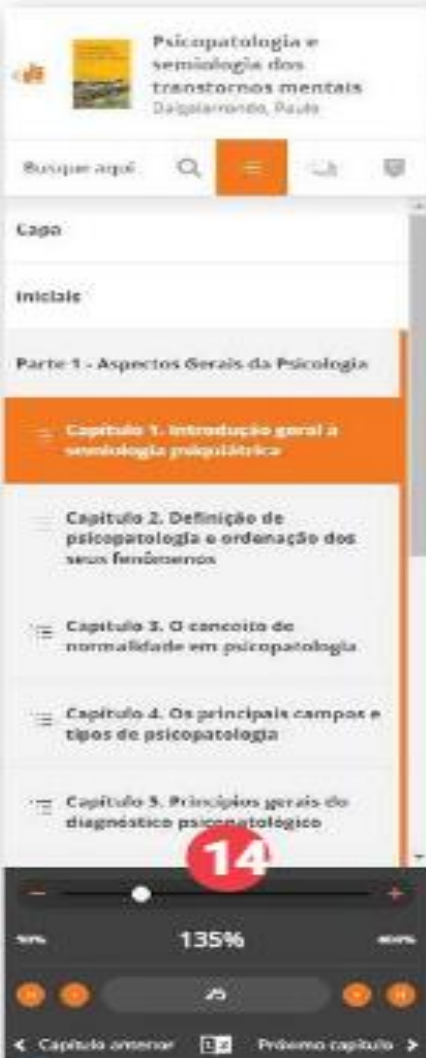 Psicopatologia e
semiologia dos
transtornos mentais
Dalgalarrondo, Paulo
Busque aqui
Capa
Iniciais
Parte 1 - Aspectos Gerais da Psicologia
Capítulo 1. Introdução geral à
semiologia psiquiátrica
Capítulo 2. Definição de
psicopatologia e ordenação dos
seus fenômenos
Capítulo 3. O conceito de
normalidade em psicopatologia
Capítulo 4. Os principais campos e
tipos de psicopatologia
Capítulo 5. Princípios gerais do
diagnóstico psicopatológico
14
135%
Capítulo anterior
Próximo capítulo